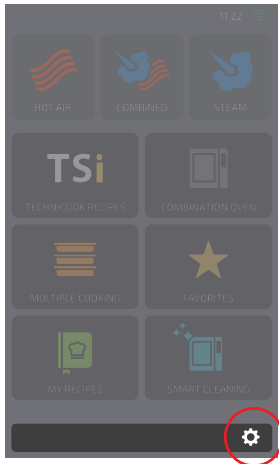 11:22
HOT AIR
COMBINED
STEAM
TSi
TECHNICOOK RECIPES
COMBINATION OVEN
MULTIPLE COOKING
FAVORITES
MY RECIPES
SMART CLEANING